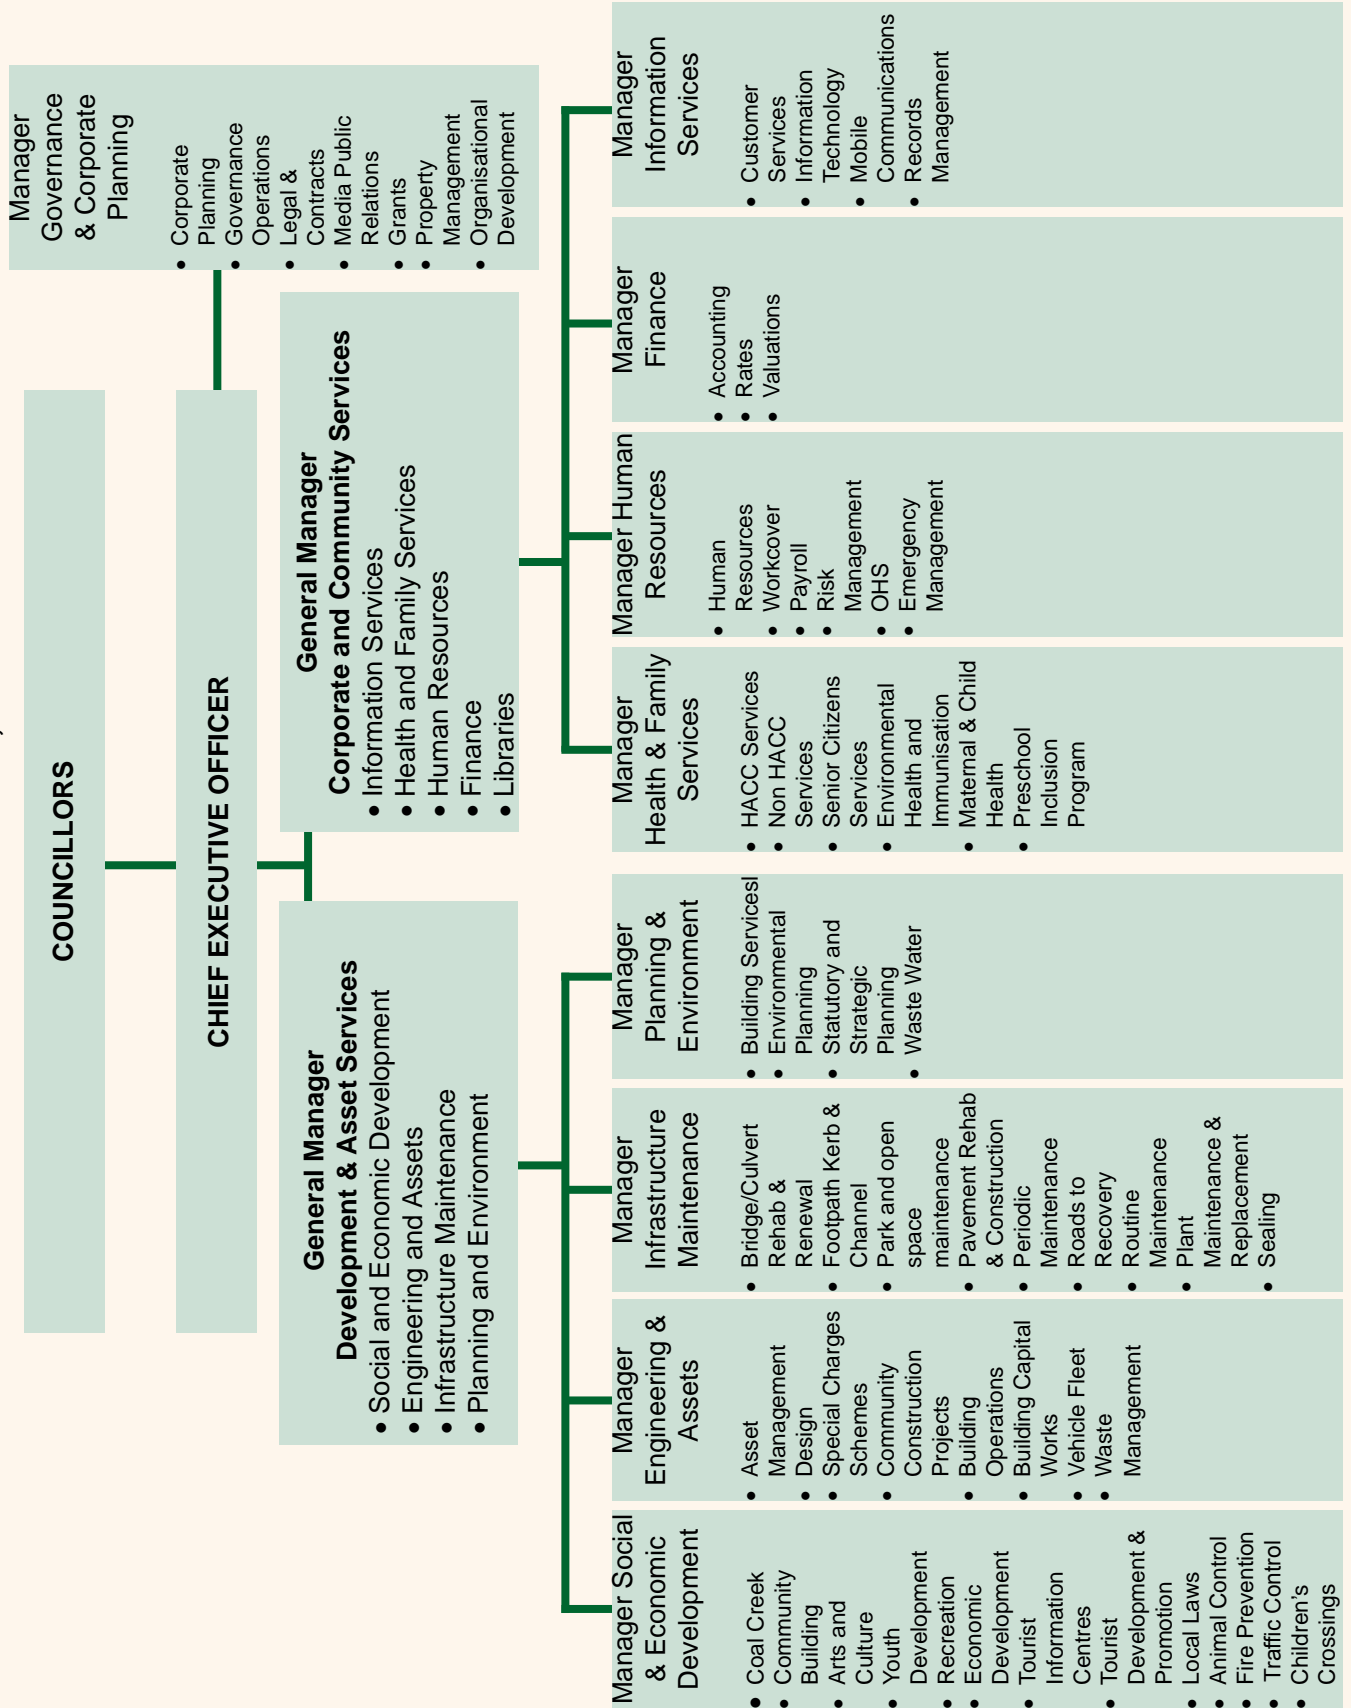 COUNCILLORS
CHIEF EXECUTIVE OFFICER
Manager
Governance
& Corporate
Planning
• Corporate
Planning
• Governance
Operations
• Legal &
Contracts
• Media Public
Relations
• Grants
• Property
Management
• Organisational
Development
General Manager
Development & Asset Services
• Social and Economic Development
• Engineering and Assets
• Infrastructure Maintenance
• Planning and Environment
General Manager
Corporate and Community Services
• Information Services
• Health and Family Services
• Human Resources
• Finance
• Libraries
Manager Social
& Economic
Development
• Coal Creek
• Community
Building
• Arts and
Culture
• Youth
Development
• Recreation
• Economic
Development
• Tourist
Information
Centres
• Tourist
Development &
Promotion
• Local Laws
• Animal Control
• Fire Prevention
• Traffic Control
• Children's
Crossings
Manager
Engineering &
Assets
• Asset
Management
• Design
• Special Charges
Schemes
• Community
Construction
Projects
• Building
Operations
• Building Capital
Works
• Vehicle Fleet
• Waste
Management
Manager
Infrastructure
Maintenance
• Bridge/Culvert
Rehab &
Renewal
• Footpath Kerb &
Channel
• Park and open
space
maintenance
• Pavement Rehab
& Construction
• Periodic
Maintenance
• Roads to
Recovery
• Routine
Maintenance
• Plant
Maintenance &
Replacement
• Sealing
Manager
Planning &
Environment
• Building Servicesl
• Environmental
Planning
• Statutory and
Strategic
Planning
• Waste Water
Manager
Health & Family
Services
• HACC Services
• Non HACC
Services
• Senior Citizens
Services
• Environmental
Health and
Immunisation
• Maternal & Child
Health
• Preschool
Inclusion
Program
Manager Human
Resources
• Human
Resources
• Workcover
• Payroll
• Risk
Management
• OHS
• Emergency
Management
Manager
Finance
• Accounting
• Rates
• Valuations
Manager
Information
Services
• Customer
Services
• Information
Technology
• Mobile
Communications
• Records
Management